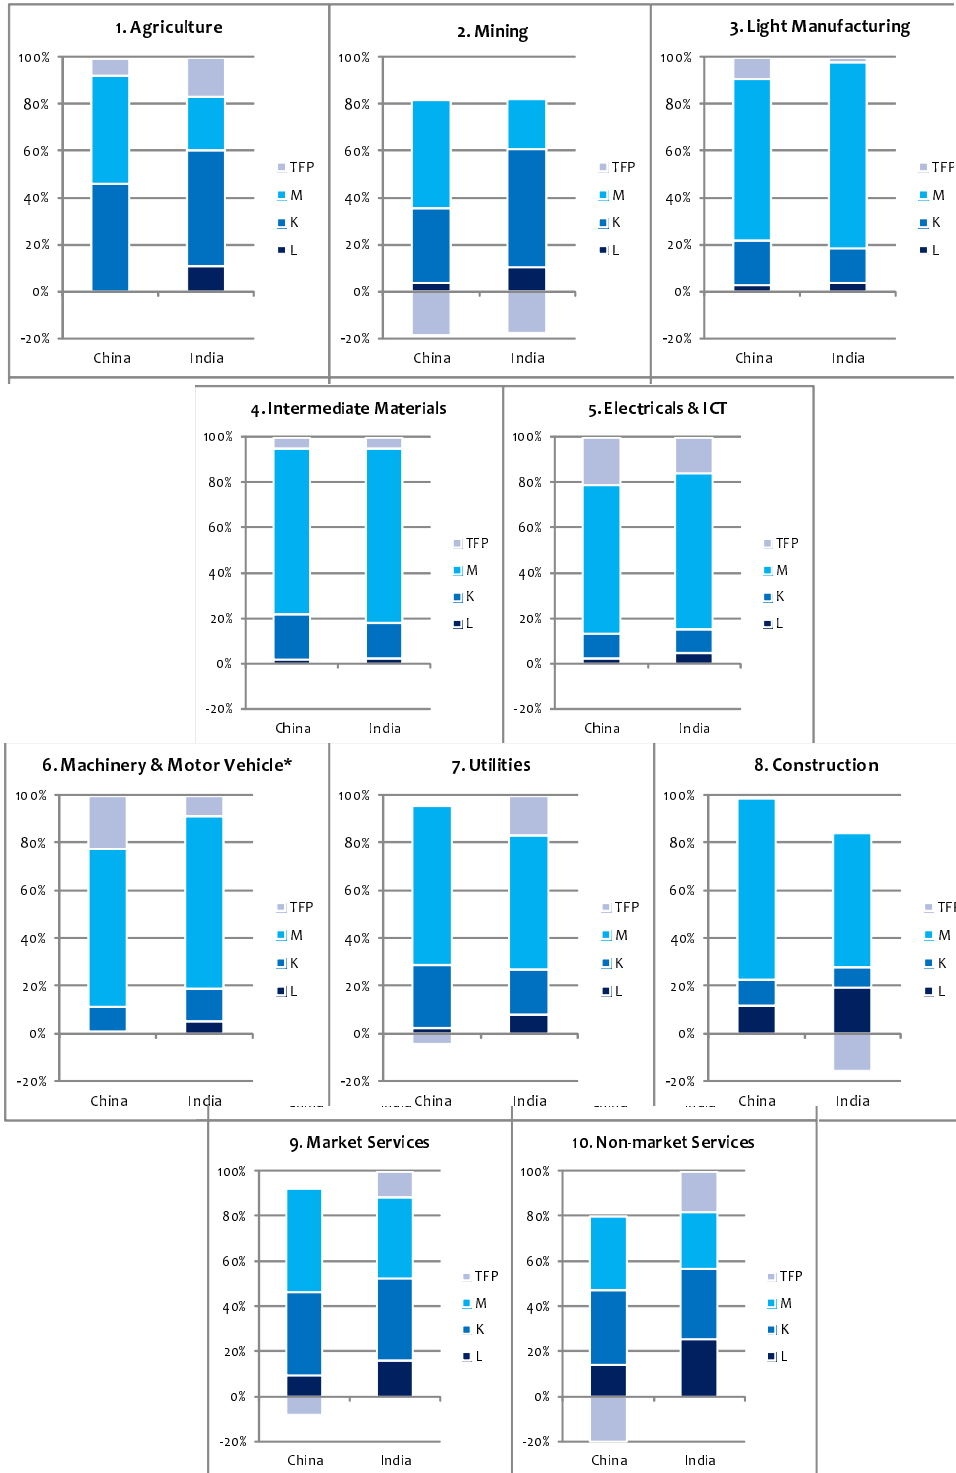 1. Agriculture
100%
80%
60%
40%
20%
0%
-20%
TFP
M
K
L
China India
2. Mining
100%
80%
60%
40%
20%
0%
-20%
TFP
M
K
L
China India
3. Light Manufacturing
100%
80%
60%
40%
20%
0%
-20%
TFP
M
K
L
China India
4. Intermediate Materials
100%
80%
60%
40%
20%
0%
-20%
TFP
M
K
L
China India
5. Electricals & ICT
100%
80%
60%
40%
20%
0%
-20%
TFP
M
K
L
China India
6. Machinery & Motor Vehicle*
100%
80%
60%
40%
20%
0%
-20%
TFP
M
K
L
China India
7. Utilities
100%
80%
60%
40%
20%
0%
-20%
TFP
M
K
L
China India
8. Construction
100%
80%
60%
40%
20%
0%
-20%
TFP
M
K
L
China India
9. Market Services
100%
80%
60%
40%
20%
0%
-20%
TFP
M
K
L
China India
10. Non-market Services
100%
80%
60%
40%
20%
0%
-20%
TFP
M
K
L
China India